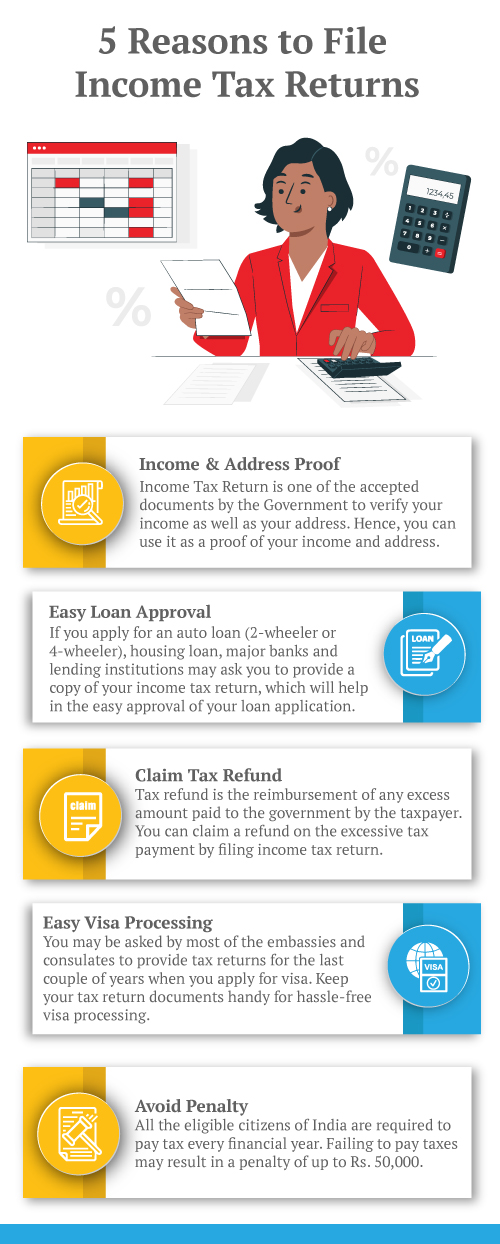 5 Reasons to File
Income Tax Returns
%
1234.45
1 2 3 ÷
4 5 6 ×
7 8 9 −
0 + =
%
Income & Address Proof
Income Tax Return is one of the accepted
documents by the Government to verify your
income as well as your address. Hence, you can
use it as a proof of your income and address.
Easy Loan Approval
If you apply for an auto loan (2-wheeler or
4-wheeler), housing loan, major banks and
lending institutions may ask you to provide a
copy of your income tax return, which will help
in the easy approval of your loan application.
LOAN
Claim Tax Refund
claim
Tax refund is the reimbursement of any excess
amount paid to the government by the taxpayer.
You can claim a refund on the excessive tax
payment by filing income tax return.
Easy Visa Processing
You may be asked by most of the embassies and
consulates to provide tax returns for the last
couple of years when you apply for visa. Keep
your tax return documents handy for hassle-free
visa processing.
VISA
Avoid Penalty
All the eligible citizens of India are required to
pay tax every financial year. Failing to pay taxes
may result in a penalty of up to Rs. 50,000.